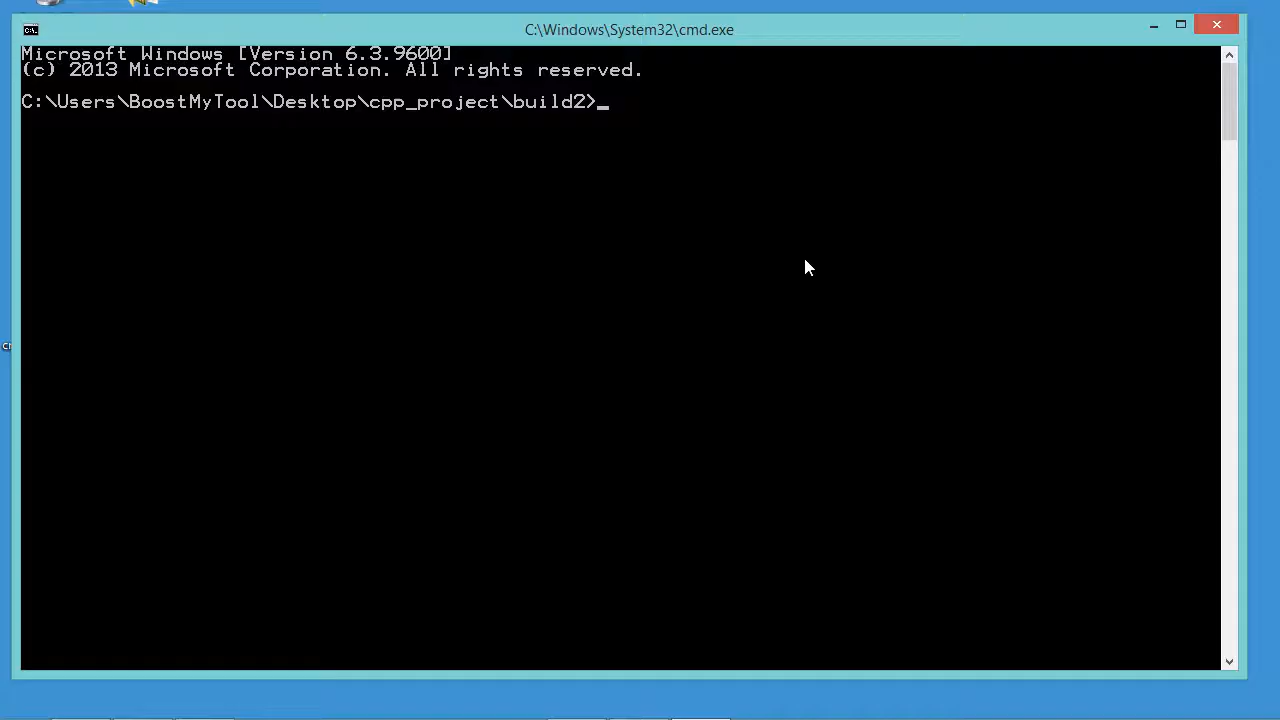 C:\Windows\System32\cmd.exe
Microsoft Windows [Version 6.3.9600]
(c) 2013 Microsoft Corporation. All rights reserved.
C:\Users\BoostMyTool\Desktop\cpp_project\build2>_